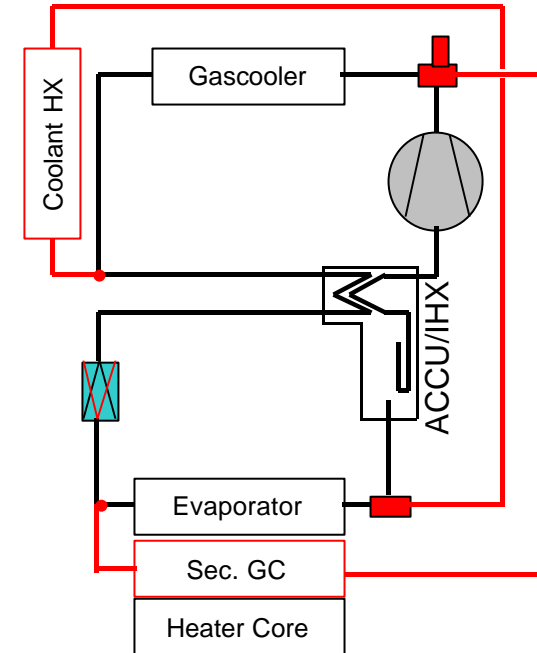 Gascooler
Coolant HX
ACCU/IHX
Evaporator
Sec. GC
Heater Core